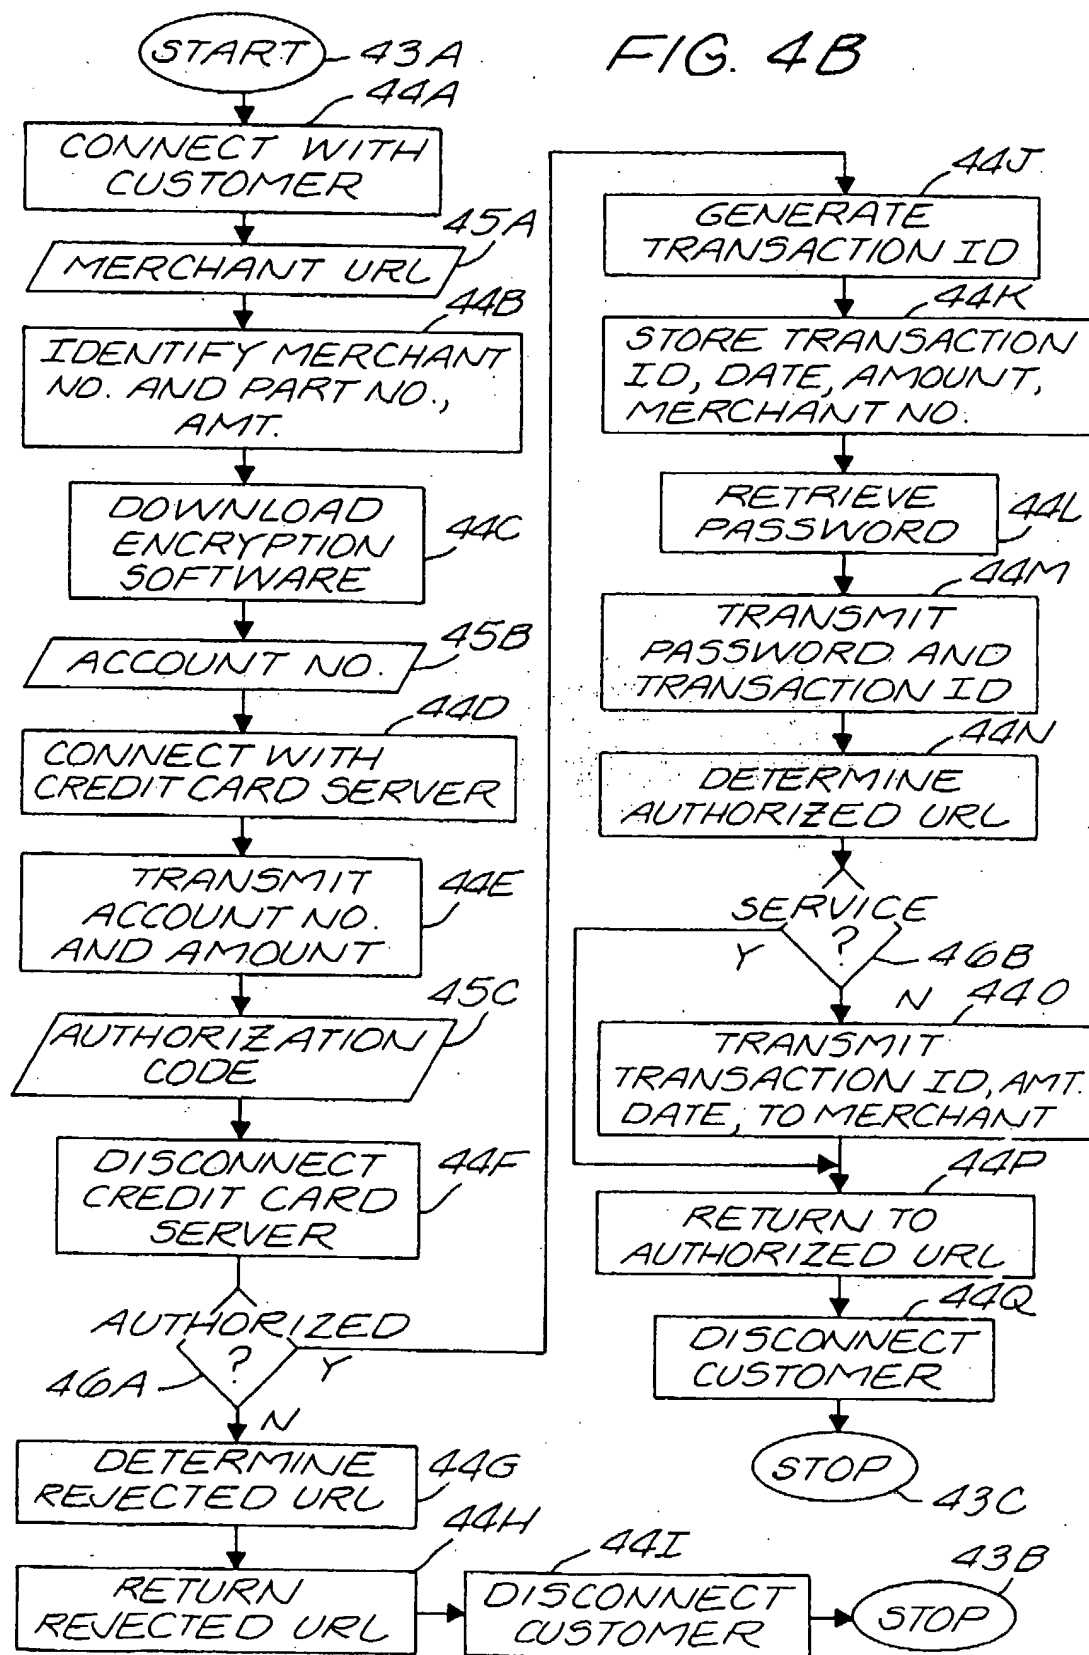 FIG. 4B
START
43A
44A
CONNECT WITH
CUSTOMER
45A
MERCHANT URL
44B
IDENTIFY MERCHANT
NO. AND PART NO.,
AMT.
DOWNLOAD
ENCRYPTION
SOFTWARE
44C
45B
ACCOUNT NO.
44D
CONNECT WITH
CREDIT CARD SERVER
TRANSMIT
ACCOUNT NO.
AND AMOUNT
44E
45C
AUTHORIZATION
CODE
DISCONNECT
CREDIT CARD
SERVER
44F
AUTHORIZED
?
Y
46A
N
DETERMINE
REJECTED URL
44G
44H
RETURN
REJECTED URL
44I
DISCONNECT
CUSTOMER
43B
STOP
44J
GENERATE
TRANSACTION ID
44K
STORE TRANSACTION
ID, DATE, AMOUNT,
MERCHANT NO.
RETRIEVE
PASSWORD
44L
44M
TRANSMIT
PASSWORD AND
TRANSACTION ID
44N
DETERMINE
AUTHORIZED URL
SERVICE
?
Y
46B
N
44O
TRANSMIT
TRANSACTION ID, AMT.
DATE, TO MERCHANT
44P
RETURN TO
AUTHORIZED URL
44Q
DISCONNECT
CUSTOMER
STOP
43C